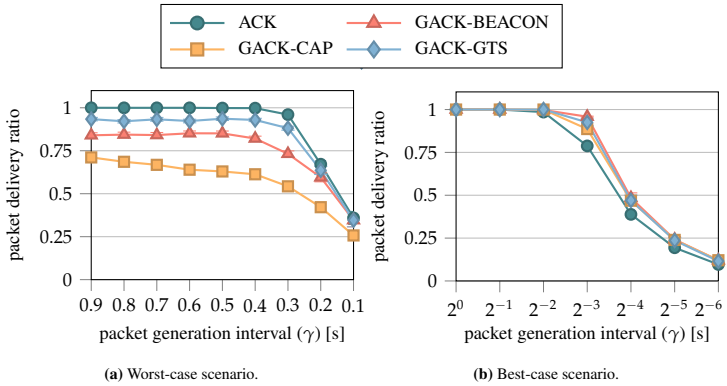 ACK
GACK-BEACON
GACK-CAP
GACK-GTS
packet delivery ratio
1
0.75
0.5
0.25
0
0.9 0.8 0.7 0.6 0.5 0.4 0.3 0.2 0.1
packet generation interval (γ) [s]
(a) Worst-case scenario.
packet delivery ratio
1
0.75
0.5
0.25
0
2⁰ 2⁻¹ 2⁻² 2⁻³ 2⁻⁴ 2⁻⁵ 2⁻⁶
packet generation interval (γ) [s]
(b) Best-case scenario.